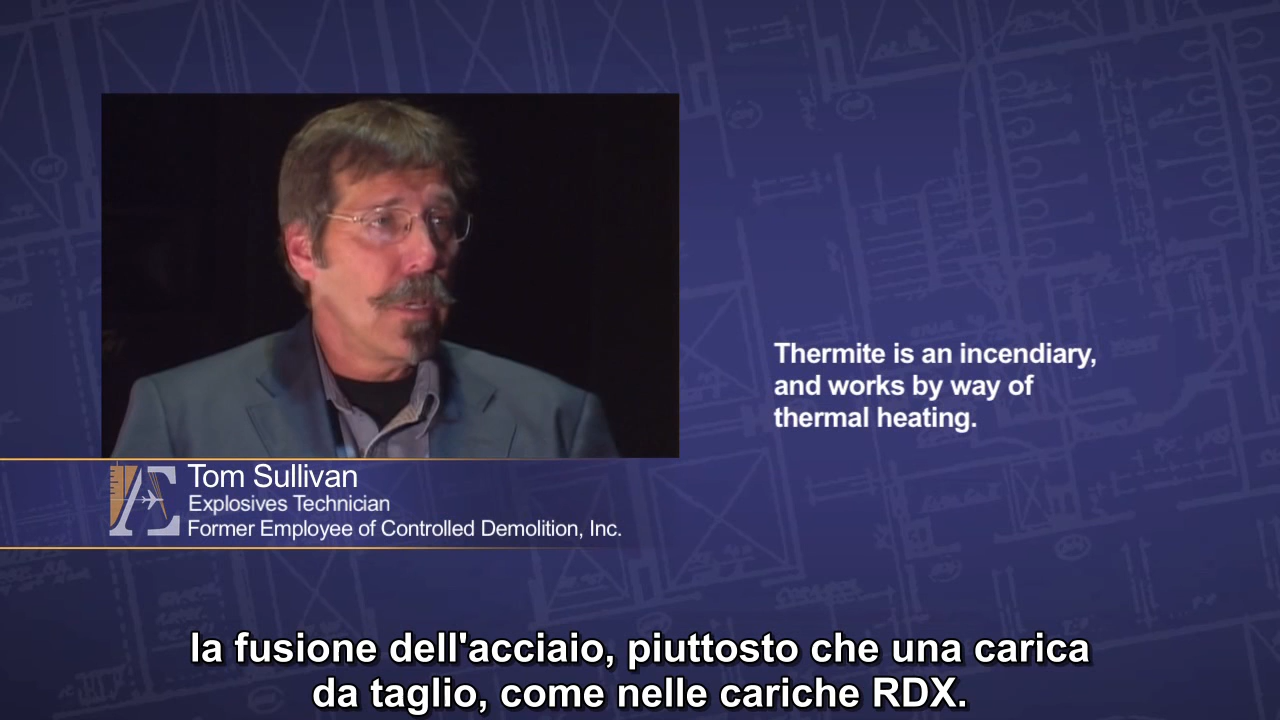 Thermite is an incendiary,
and works by way of
thermal heating.
AE
Tom Sullivan
Explosives Technician
Former Employee of Controlled Demolition, Inc.
la fusione dell'acciaio, piuttosto che una carica
da taglio, come nelle cariche RDX.